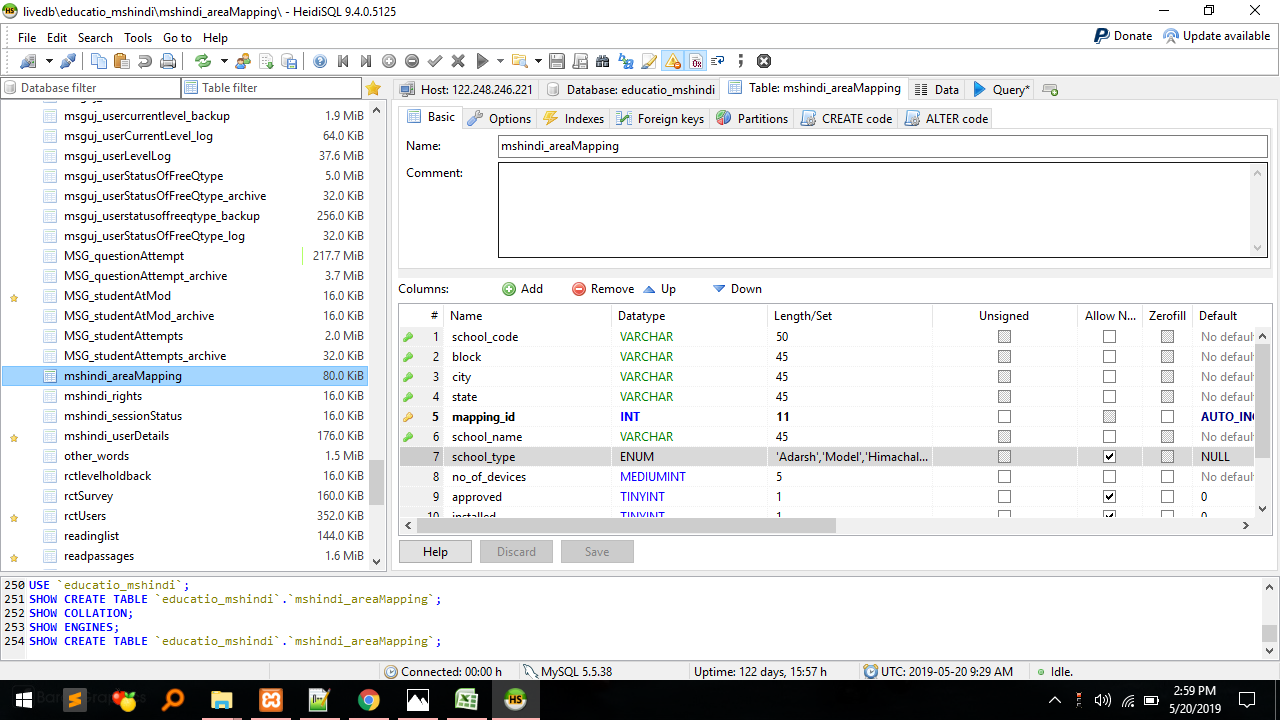 livedb\educatio_mshindi\mshindi_areaMapping\ - HeidiSQL 9.4.0.5125
File Edit Search Tools Go to Help
Donate Update available
Database filter Table filter
Host: 122.248.246.221 Database: educatio_mshindi Table: mshindi_areaMapping Data Query*
msguj_usercurrentlevel_backup 1.9 MiB
msguj_userCurrentLevel_log 64.0 KiB
msguj_userLevelLog 37.6 MiB
msguj_userStatusOfFreeQtype 5.0 MiB
msguj_userStatusOfFreeQtype_archive 32.0 KiB
msguj_userstatusoffreeqtype_backup 256.0 KiB
msguj_userStatusOfFreeQtype_log 32.0 KiB
MSG_questionAttempt 217.7 MiB
MSG_questionAttempt_archive 3.7 MiB
MSG_studentAtMod 16.0 KiB
MSG_studentAtMod_archive 16.0 KiB
MSG_studentAttempts 2.0 MiB
MSG_studentAttempts_archive 32.0 KiB
mshindi_areaMapping 80.0 KiB
mshindi_rights 16.0 KiB
mshindi_sessionStatus 16.0 KiB
mshindi_userDetails 176.0 KiB
other_words 1.5 MiB
rctlevelholdback 16.0 KiB
rctSurvey 160.0 KiB
rctUsers 352.0 KiB
readinglist 144.0 KiB
readpassages 1.6 MiB
Basic Options Indexes Foreign keys Partitions CREATE code ALTER code
Name: mshindi_areaMapping
Comment:
Columns: Add Remove Up Down
# Name Datatype Length/Set Unsigned Allow N... Zerofill Default
1 school_code VARCHAR 50 No defau
2 block VARCHAR 45 No defau
3 city VARCHAR 45 No defau
4 state VARCHAR 45 No defau
5 mapping_id INT 11 AUTO_INC
6 school_name VARCHAR 45 No defau
7 school_type ENUM 'Adarsh','Model','Himachal... NULL
8 no_of_devices MEDIUMINT 5 No defau
9 approved TINYINT 1 0
10 installed TINYINT 1 0
Help Discard Save
250 USE `educatio_mshindi`;
251 SHOW CREATE TABLE `educatio_mshindi`.`mshindi_areaMapping`;
252 SHOW COLLATION;
253 SHOW ENGINES;
254 SHOW CREATE TABLE `educatio_mshindi`.`mshindi_areaMapping`;
Connected: 00:00 h MySQL 5.5.38 Uptime: 122 days, 15:57 h UTC: 2019-05-20 9:29 AM Idle.
HS
2:59 PM
5/20/2019